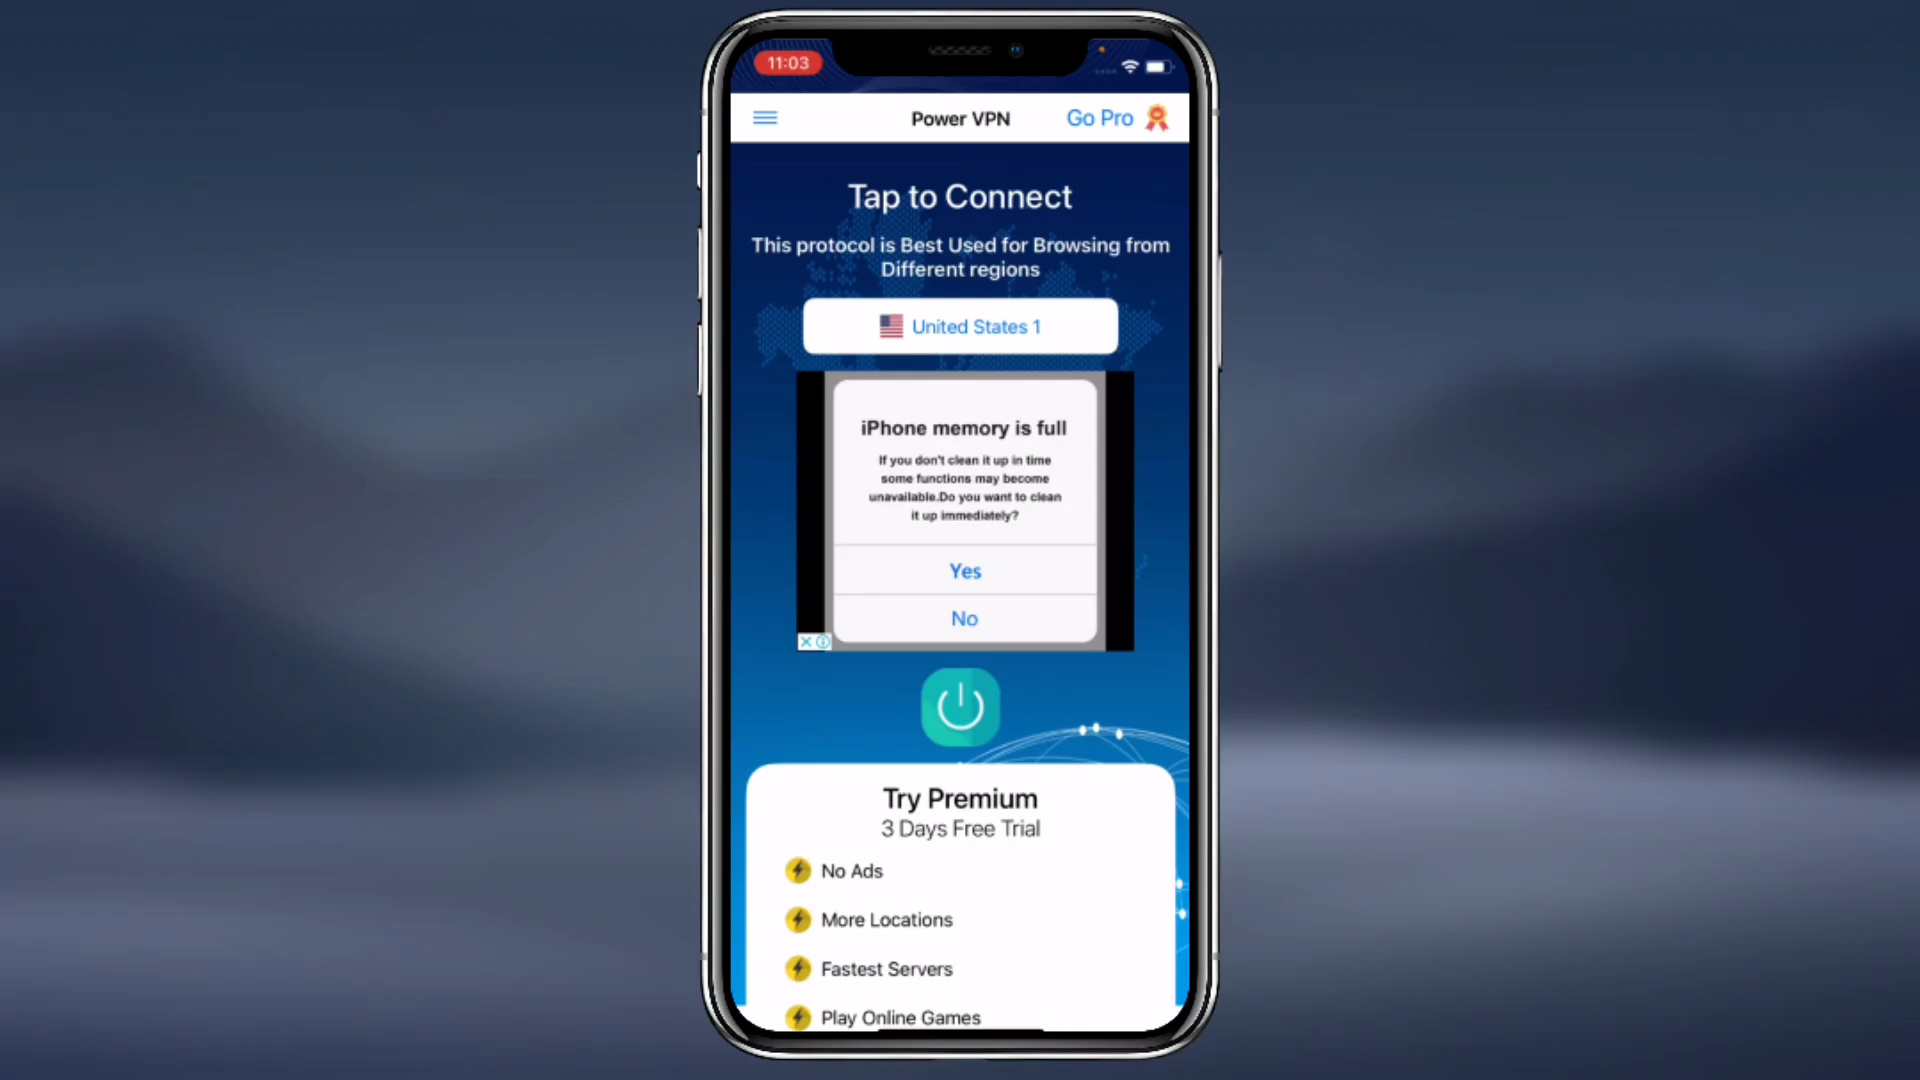 11:03
Power VPN
Go Pro
Tap to Connect
This protocol is Best Used for Browsing from
Different regions
United States 1
iPhone memory is full
If you don't clean it up in time
some functions may become
unavailable.Do you want to clean
it up immediately?
Yes
No
Try Premium
3 Days Free Trial
No Ads
More Locations
Fastest Servers
Play Online Games